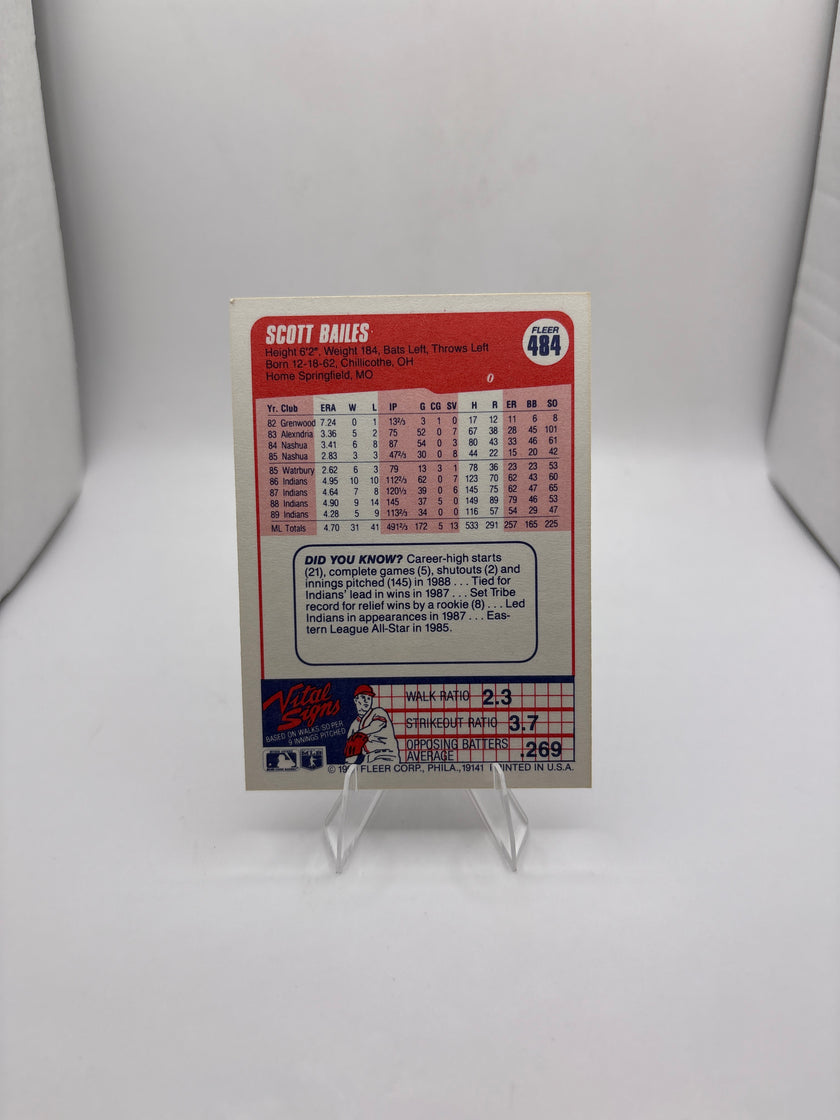 SCOTT BAILES
Height 6'2", Weight 184, Bats Left, Throws Left
Born 12-18-62, Chillicothe, OH
Home Springfield, MO
FLEER
484
Yr. Club ERA W L IP G CG SV H R ER BB SO
82 Grenwood 7.24 0 1 13⅔ 3 1 0 17 12 11 6 8
83 Alexndria 3.36 5 2 75 52 0 7 67 38 28 45 101
84 Nashua 3.41 6 8 87 54 0 3 80 43 33 46 61
85 Nashua 2.83 3 3 47⅔ 30 0 8 44 22 15 20 42
85 Watrbury 2.62 6 3 79 13 3 1 78 36 23 23 53
86 Indians 4.95 10 10 112⅔ 62 0 7 123 70 62 43 60
87 Indians 4.64 7 8 120⅓ 39 0 6 145 75 62 47 65
88 Indians 4.90 9 14 145 37 5 0 149 89 79 46 53
89 Indians 4.28 5 9 113⅔ 34 0 0 116 57 54 29 47
ML Totals 4.70 31 41 491⅔ 172 5 13 533 291 257 165 225
DID YOU KNOW? Career-high starts
(21), complete games (5), shutouts (2) and
innings pitched (145) in 1988 . . . Tied for
Indians' lead in wins in 1987 . . . Set Tribe
record for relief wins by a rookie (8) . . . Led
Indians in appearances in 1987 . . . Eas-
tern League All-Star in 1985.
Vital
Signs
BASED ON WALKS, SO PER
9 INNINGS PITCHED
WALK RATIO 2.3
STRIKEOUT RATIO 3.7
OPPOSING BATTERS
AVERAGE .269
© FLEER CORP., PHILA., 19141 PRINTED IN U.S.A.